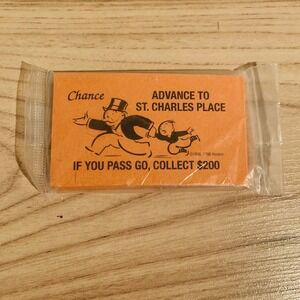 Chance
ADVANCE TO
ST. CHARLES PLACE
IF YOU PASS GO, COLLECT $200